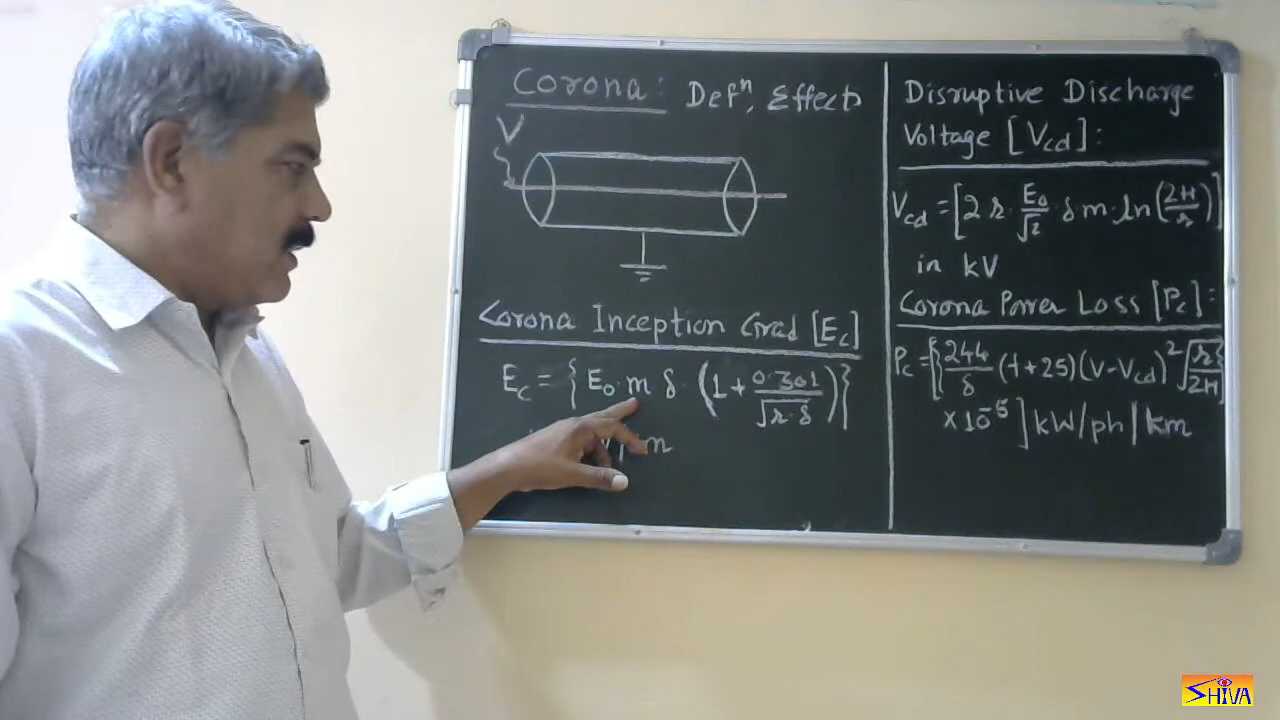 Corona: Defⁿ, Effects
V
Corona Inception Grad [Ec]
Ec = { E₀ · m δ · (1 + 0.301/√(r·δ)) }
m
Disruptive Discharge
Voltage [Vcd]:
Vcd = [2 r · E₀/√2 · δ m · ln(2H/r)]
in kV
Corona Power Loss [Pc]:
Pc = [{244/δ (f+25)(V-Vcd)² √(r/2H)}
×10⁻⁵] kW/ph/km
SHIVA